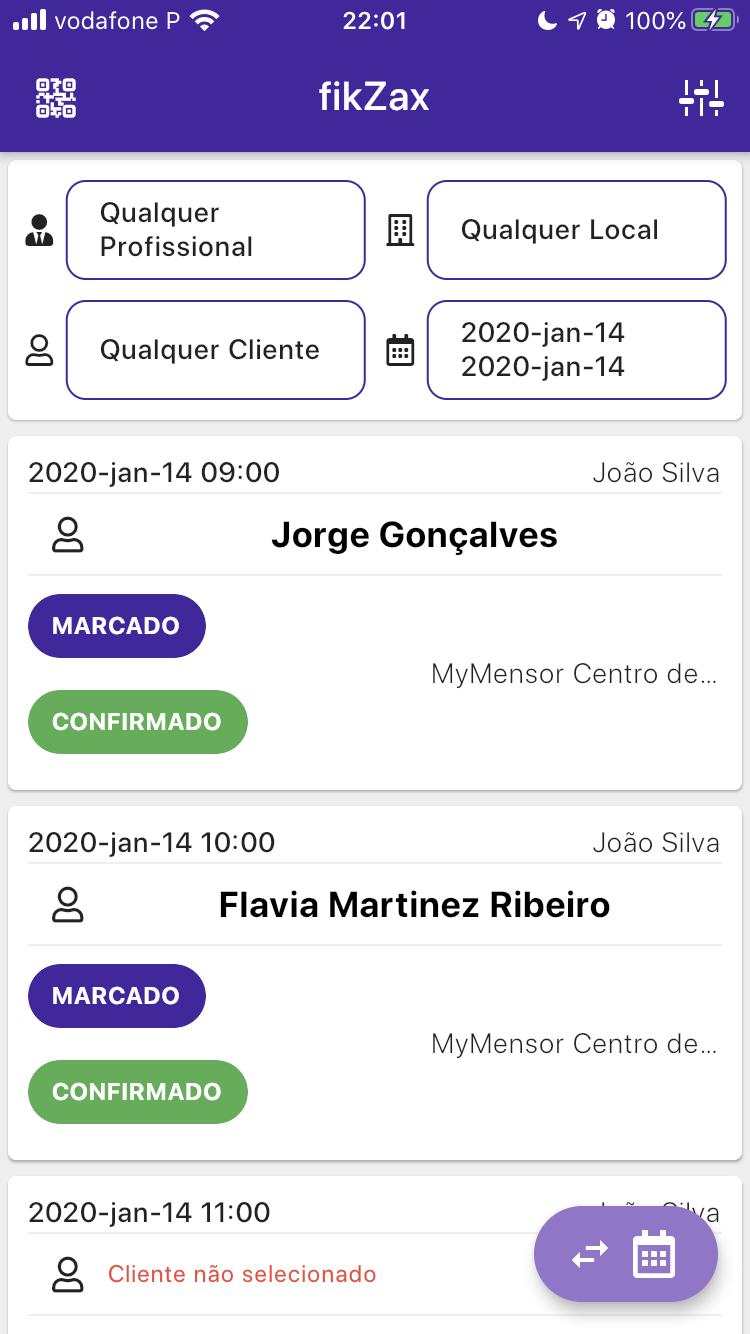 vodafone P 22:01 100%
fikZax
Qualquer
Profissional
Qualquer Local
Qualquer Cliente
2020-jan-14
2020-jan-14
2020-jan-14 09:00 João Silva
Jorge Gonçalves
MARCADO
MyMensor Centro de...
CONFIRMADO
2020-jan-14 10:00 João Silva
Flavia Martinez Ribeiro
MARCADO
MyMensor Centro de...
CONFIRMADO
2020-jan-14 11:00
Cliente não selecionado